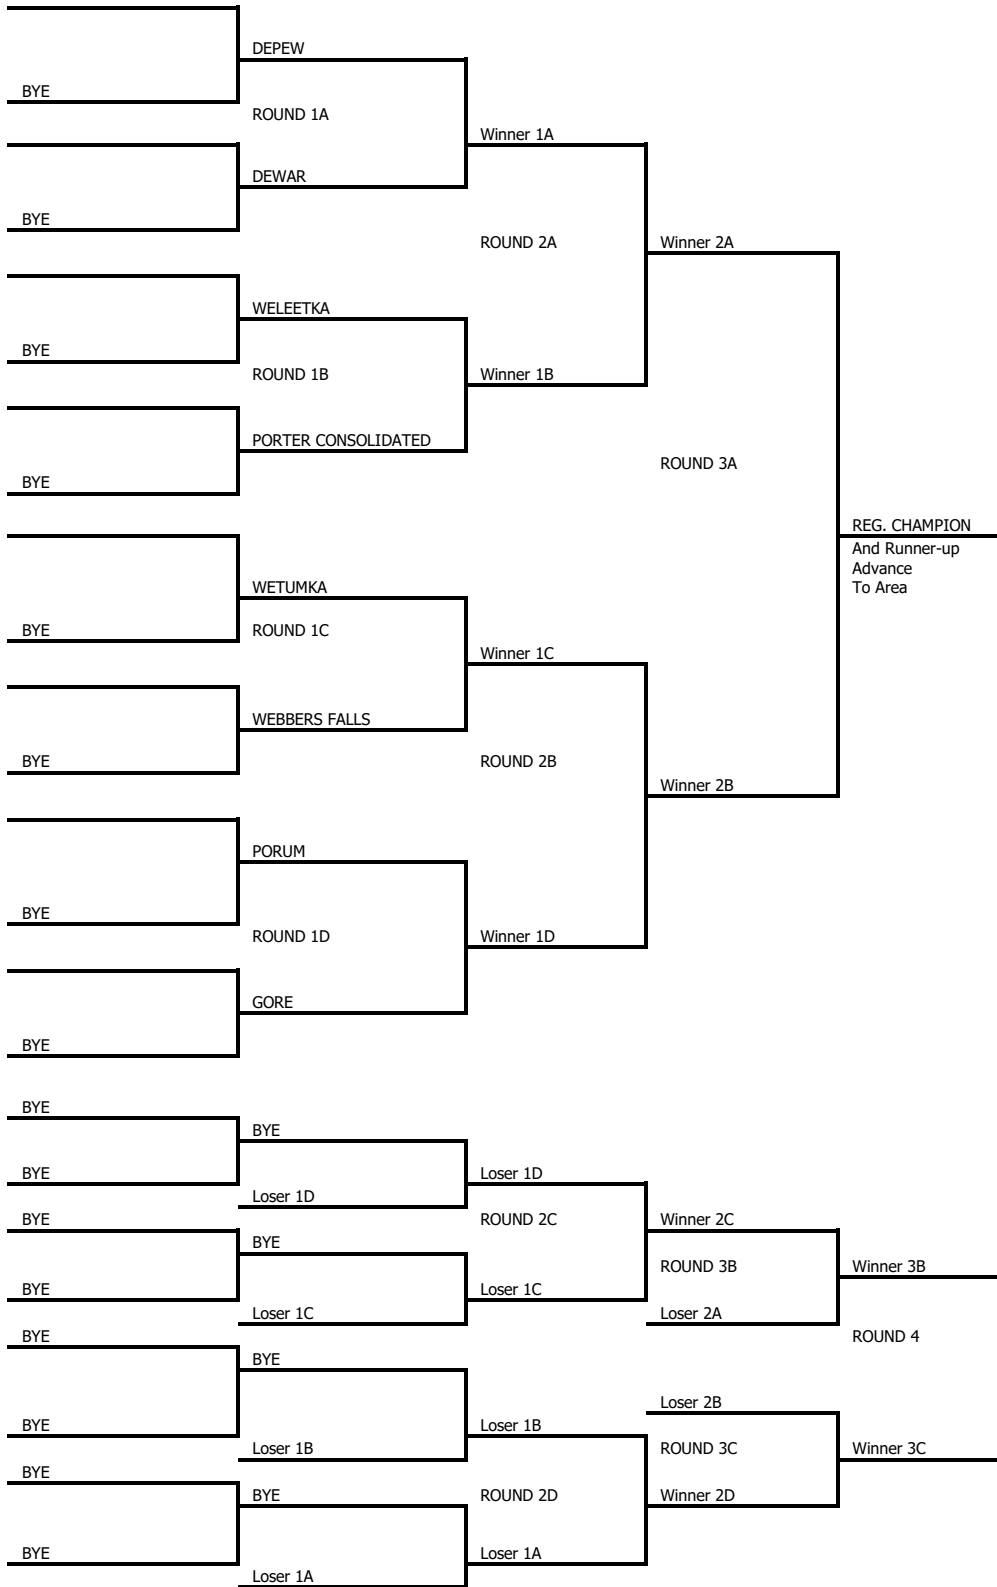 DEPEW
BYE
ROUND 1A
Winner 1A
DEWAR
BYE
ROUND 2A
Winner 2A
WELEETKA
BYE
ROUND 1B
Winner 1B
PORTER CONSOLIDATED
ROUND 3A
BYE
REG. CHAMPION
And Runner-up
Advance
To Area
WETUMKA
BYE
ROUND 1C
Winner 1C
WEBBERS FALLS
BYE
ROUND 2B
Winner 2B
PORUM
BYE
ROUND 1D
Winner 1D
GORE
BYE
BYE
BYE
BYE
Loser 1D
Loser 1D
BYE
ROUND 2C
Winner 2C
BYE
ROUND 3B
Winner 3B
BYE
Loser 1C
Loser 1C
Loser 2A
BYE
ROUND 4
BYE
Loser 2B
BYE
Loser 1B
Loser 1B
ROUND 3C
Winner 3C
BYE
BYE
ROUND 2D
Winner 2D
BYE
Loser 1A
Loser 1A